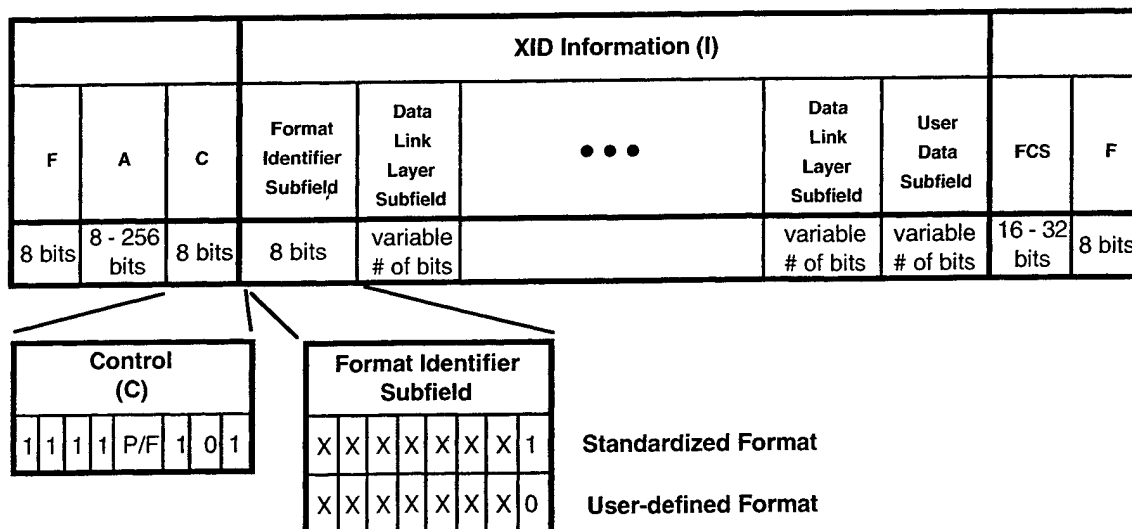 XID Information (I)
F
A
C
Format
Identifier
Subfield
Data
Link
Layer
Subfield
•••
Data
Link
Layer
Subfield
User
Data
Subfield
FCS
F
8 bits
8 - 256
bits
8 bits
8 bits
variable
# of bits
variable
# of bits
variable
# of bits
16 - 32
bits
8 bits
Control
(C)
1 1 1 1 P/F 1 0 1
Format Identifier
Subfield
X X X X X X X 1
Standardized Format
X X X X X X X 0
User-defined Format